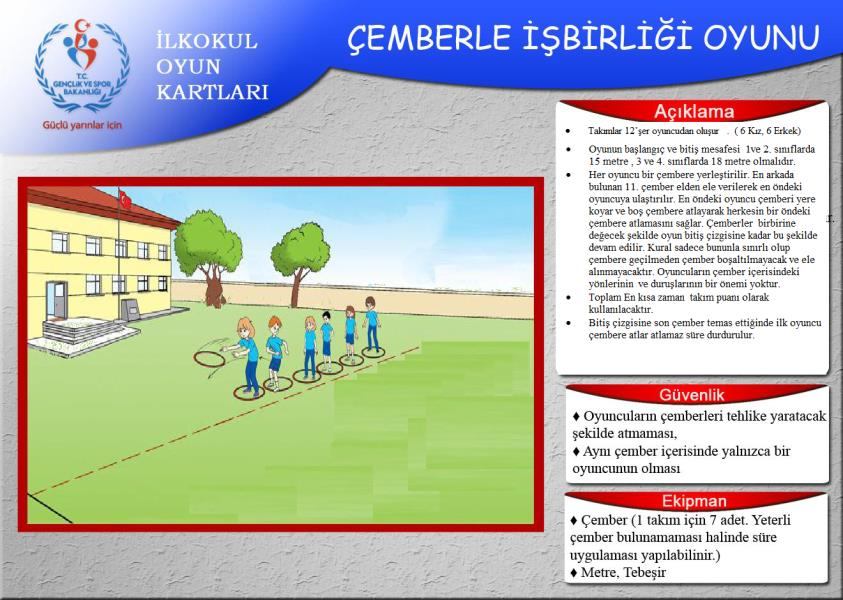 ÇEMBERLE İŞBİRLİĞİ OYUNU
İLKOKUL
OYUN
KARTLARI
T.C.
GENÇLİK VE SPOR
BAKANLIĞI
Güçlü yarınlar için
Açıklama
• Takımlar 12'şer oyuncudan oluşur . ( 6 Kız, 6 Erkek)
• Oyunun başlangıç ve bitiş mesafesi 1ve 2. sınıflarda
15 metre , 3 ve 4. sınıflarda 18 metre olmalıdır.
• Her oyuncu bir çembere yerleştirilir. En arkada
bulunan 11. çember elden ele verilerek en öndeki
oyuncuya ulaştırılır. En öndeki oyuncu çemberi yere
koyar ve boş çembere atlayarak herkesin bir öndeki
çembere atlamasını sağlar. Çemberler birbirine
değecek şekilde oyun bitiş çizgisine kadar bu şekilde
devam edilir. Kural sadece bununla sınırlı olup
çembere geçilmeden çember boşaltılmayacak ve ele
alınmayacaktır. Oyuncuların çember içerisindeki
yönlerinin ve duruşlarının bir önemi yoktur.
• Toplam En kısa zaman takım puanı olarak
kullanılacaktır.
• Bitiş çizgisine son çember temas ettiğinde ilk oyuncu
çembere atlar atlamaz süre durdurulur.
Güvenlik
♦ Oyuncuların çemberleri tehlike yaratacak
şekilde atmaması,
♦ Aynı çember içerisinde yalnızca bir
oyuncunun olması
Ekipman
♦ Çember (1 takım için 7 adet. Yeterli
çember bulunamaması halinde süre
uygulaması yapılabilinir.)
♦ Metre, Tebeşir